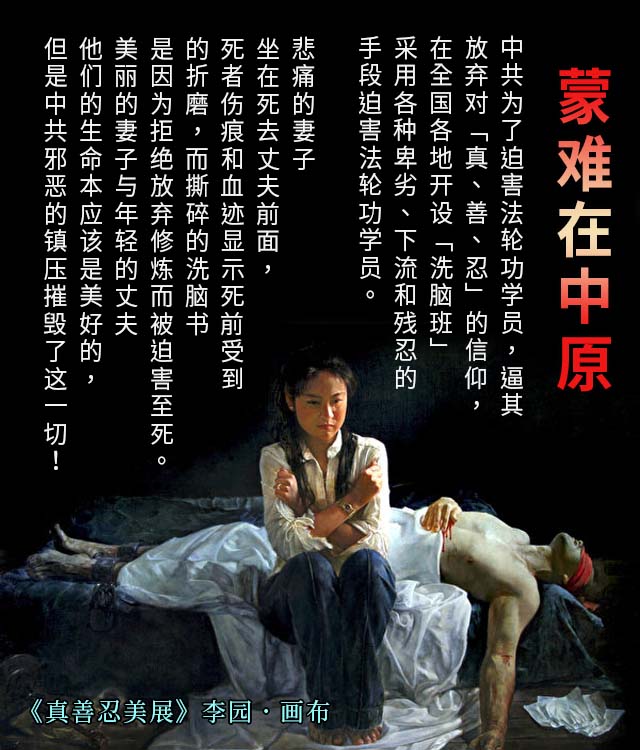 蒙难在中原
中共为了迫害法轮功学员，逼其
放弃对「真、善、忍」的信仰，
在全国各地开设「洗脑班」
采用各种卑劣、下流和残忍的
手段迫害法轮功学员。
悲痛的妻子
坐在死去丈夫前面，
死者伤痕和血迹显示死前受到
的折磨，而撕碎的洗脑书
是因为拒绝放弃修炼而被迫害至死。
美丽的妻子与年轻的丈夫
他们的生命本应该是美好的，
但是中共邪恶的镇压摧毁了这一切！
《真善忍美展》李园·画布